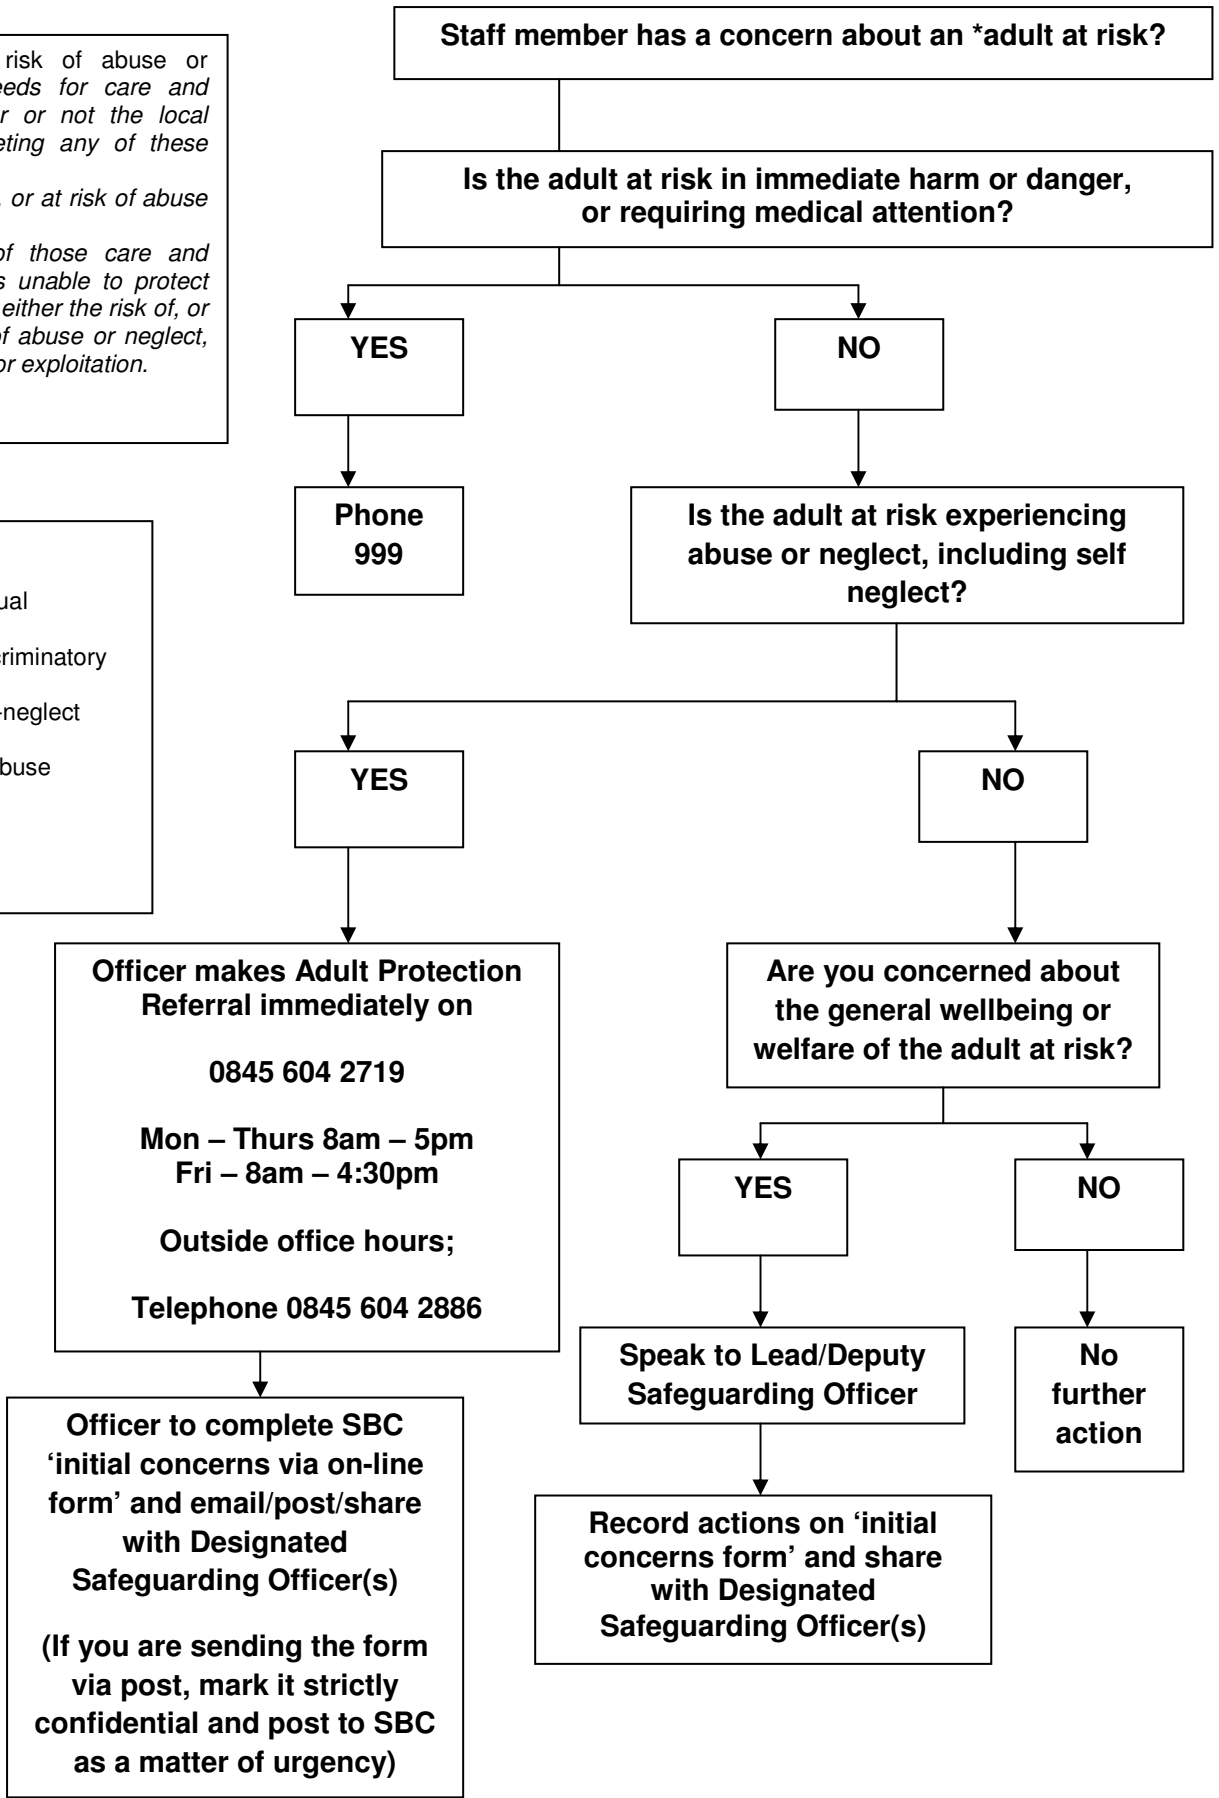 Staff member has a concern about an *adult at risk?
risk of abuse or
needs for care and
or not the local
any of these
, or at risk of abuse
of those care and
unable to protect
either the risk of, or
of abuse or neglect,
or exploitation.
Is the adult at risk in immediate harm or danger,
or requiring medical attention?
YES
NO
Phone
999
Is the adult at risk experiencing
abuse or neglect, including self
neglect?
YES
NO
Officer makes Adult Protection
Referral immediately on
0845 604 2719
Mon – Thurs 8am – 5pm
Fri – 8am – 4:30pm
Outside office hours;
Telephone 0845 604 2886
Are you concerned about
the general wellbeing or
welfare of the adult at risk?
YES
NO
Officer to complete SBC
‘initial concerns via on-line
form’ and email/post/share
with Designated
Safeguarding Officer(s)
(If you are sending the form
via post, mark it strictly
confidential and post to SBC
as a matter of urgency)
Speak to Lead/Deputy
Safeguarding Officer
No
further
action
Record actions on ‘initial
concerns form’ and share
with Designated
Safeguarding Officer(s)